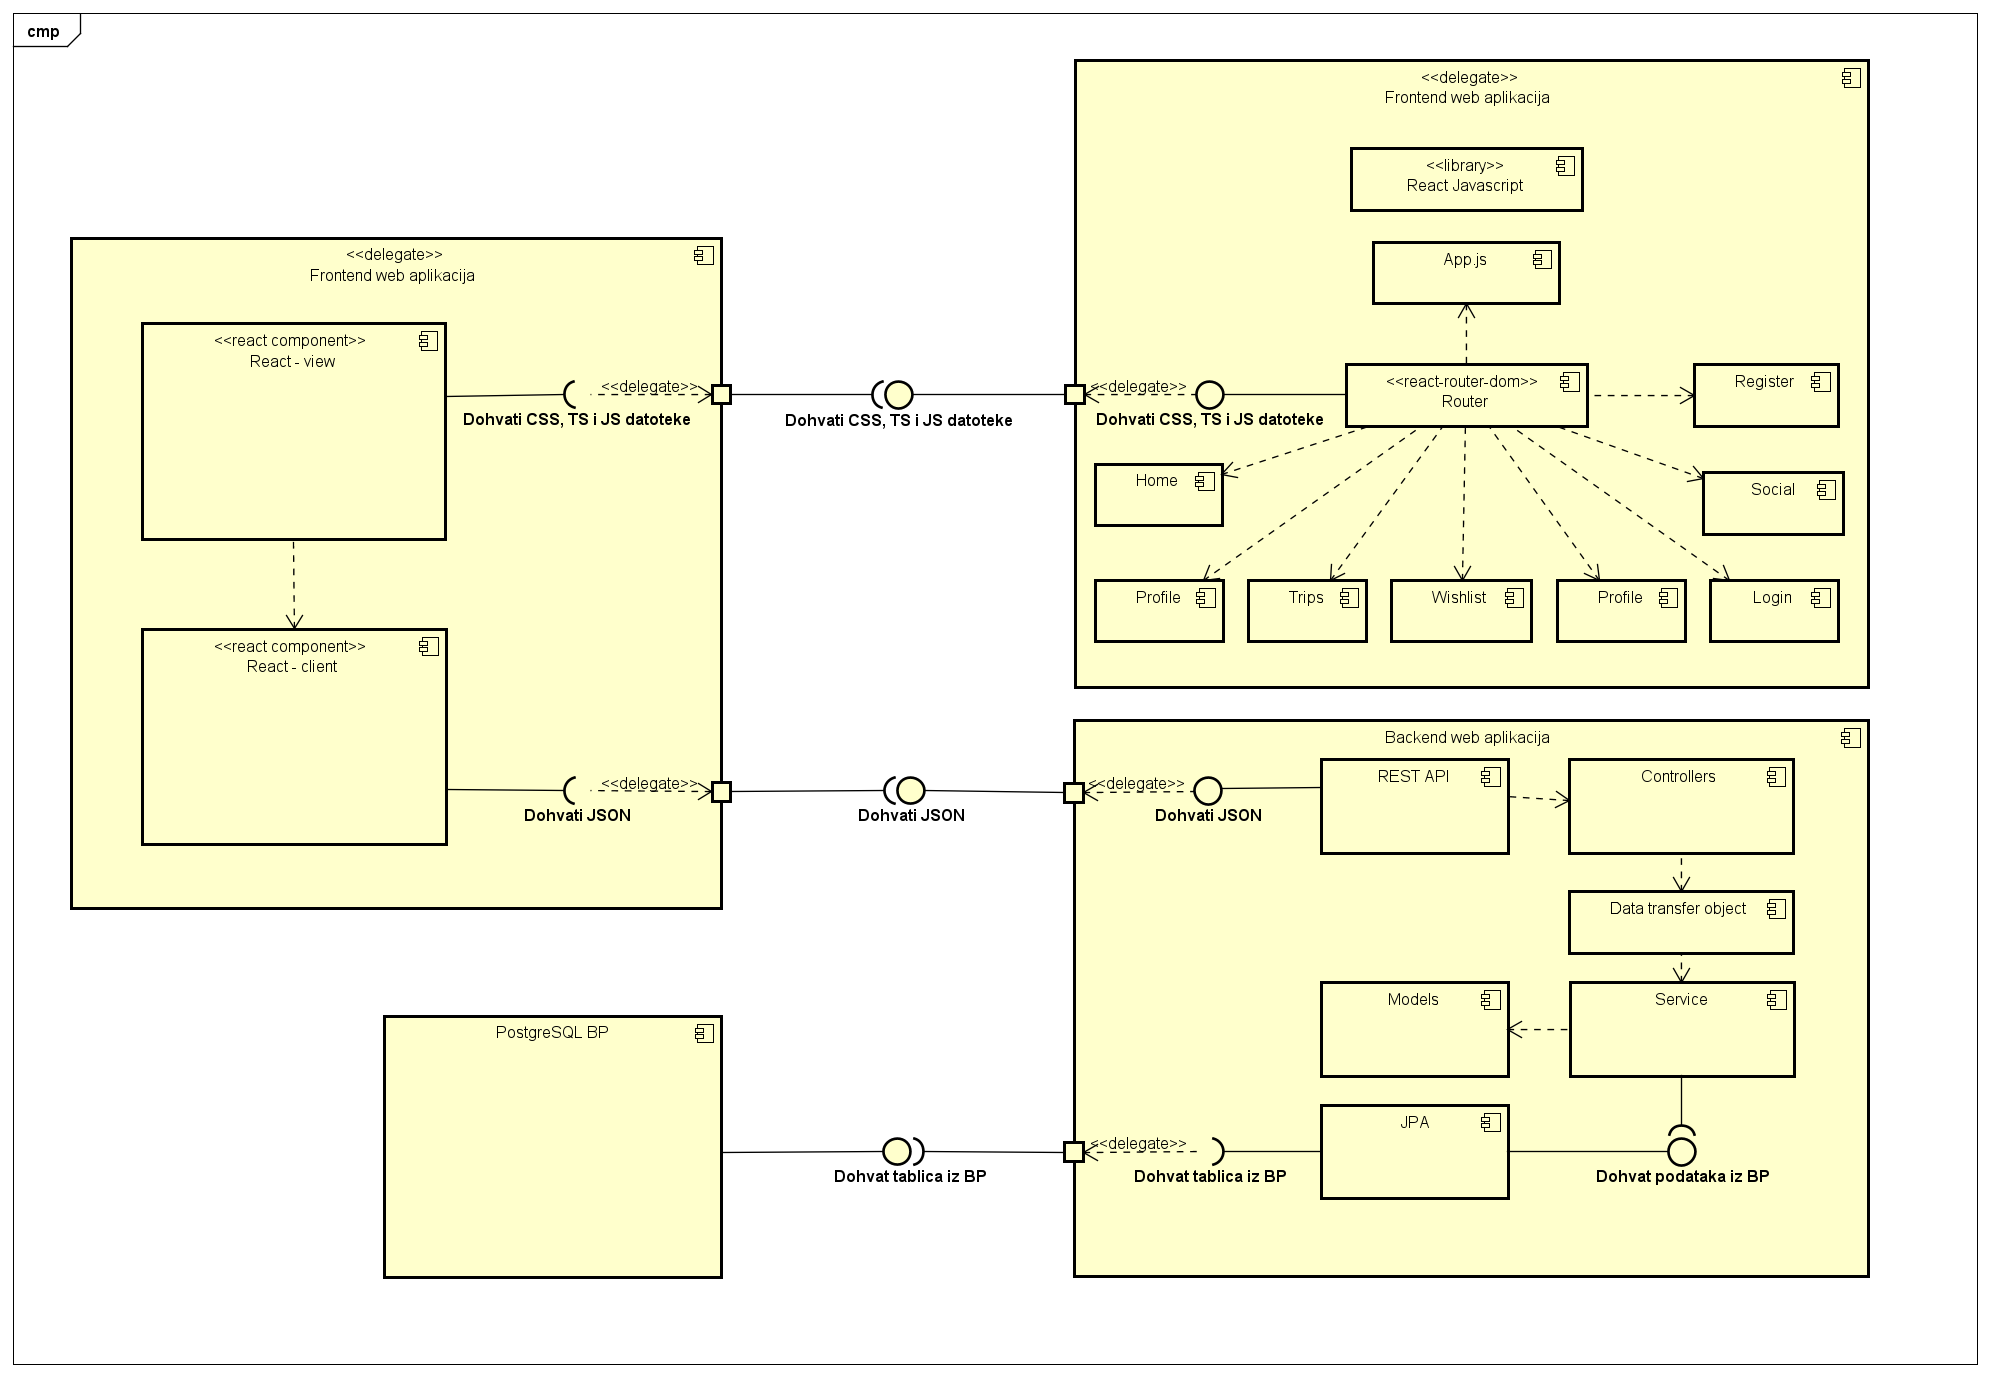 cmp
<<delegate>>
Frontend web aplikacija
<<library>>
React Javascript
App.js
<<delegate>>
Frontend web aplikacija
<<react component>>
React - view
<<delegate>>
Dohvati CSS, TS i JS datoteke
Dohvati CSS, TS i JS datoteke
<<delegate>>
Dohvati CSS, TS i JS datoteke
<<react-router-dom>>
Router
Register
Home
Social
Profile
Trips
Wishlist
Profile
Login
<<react component>>
React - client
<<delegate>>
Dohvati JSON
Dohvati JSON
Backend web aplikacija
<<delegate>>
Dohvati JSON
REST API
Controllers
Data transfer object
Models
Service
PostgreSQL BP
Dohvat tablica iz BP
<<delegate>>
Dohvat tablica iz BP
JPA
Dohvat podataka iz BP